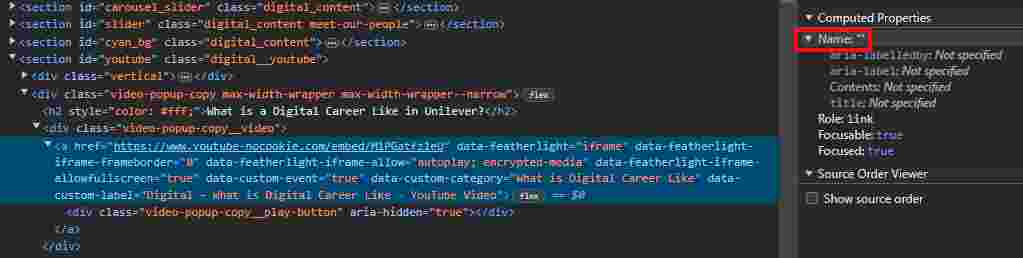 <section id="carousel_slider" class="digital_content">…</section>
<section id="slider" class="digital_content meet-our-people">…</section>
<section id="cyan_bg" class="digital_content">…</section>
<section id="youtube" class="digital__youtube">
<div class="vertical">…</div>
<div class="video-popup-copy max-width-wrapper max-width-wrapper--narrow"> flex
<h2 style="color: #fff;">What is a Digital Career Like in Unilever?</h2>
<div class="video-popup-copy__video">
<a href="https://www.youtube-nocookie.com/embed/M1PGatfzleU" data-featherlight="iframe" data-featherlight-
iframe-frameborder="0" data-featherlight-iframe-allow="autoplay; encrypted-media" data-featherlight-iframe-
allowfullscreen="true" data-custom-event="true" data-custom-category="What is Digital Career Like" data-
custom-label="Digital - What is Digital Career Like - YouTube Video"> flex == $0
<div class="video-popup-copy__play-button" aria-hidden="true"></div>
</a>
</div>
Computed Properties
Name: ""
aria-labelledby: Not specified
aria-label: Not specified
Contents: Not specified
title: Not specified
Role: link
Focusable: true
Focused: true
Source Order Viewer
Show source order